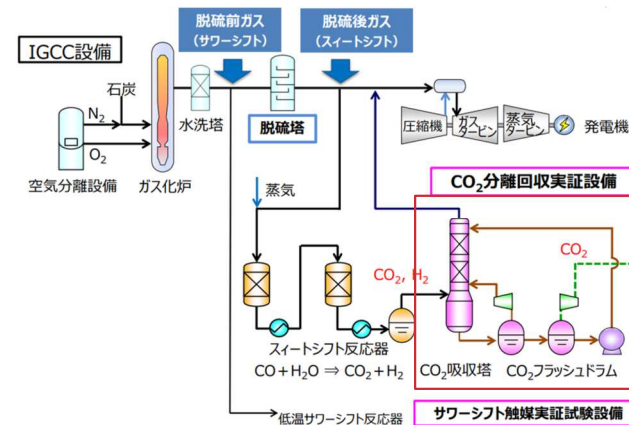 脱硫前ガス
(サワーシフト)
脱硫後ガス
(スィートシフト)
IGCC設備
石炭
N2
O2
空気分離設備
ガス化炉
水洗塔
脱硫塔
圧縮機
ガス
タービン
蒸気
タービン
発電機
蒸気
CO2分離回収実証設備
CO2, H2
CO2
スィートシフト反応器
CO+H2O ⇒ CO2+H2
CO2吸収塔
CO2フラッシュドラム
低温サワーシフト反応器
サワーシフト触媒実証試験設備